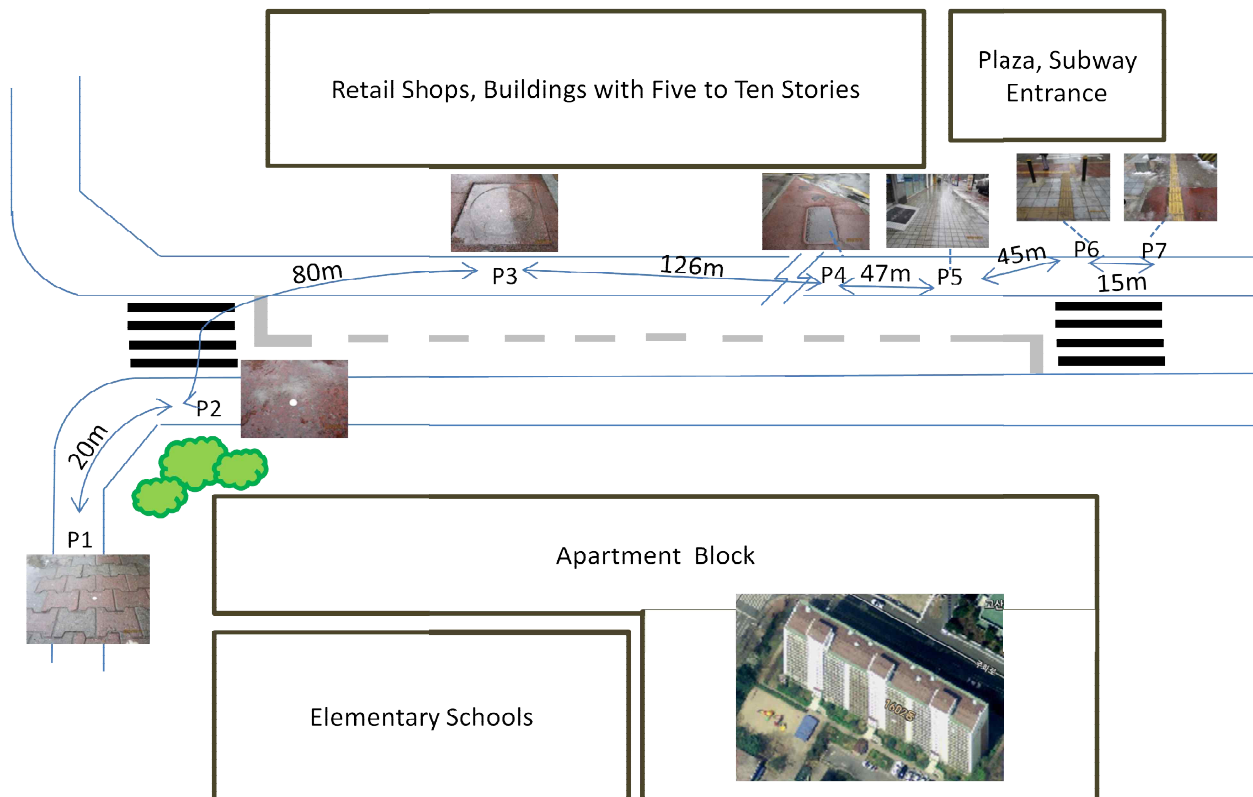 Retail Shops, Buildings with Five to Ten Stories
Plaza, Subway
Entrance
80m
P3
126m
P4
47m
P5
45m
P6
P7
15m
P2
20m
P1
Apartment Block
Elementary Schools